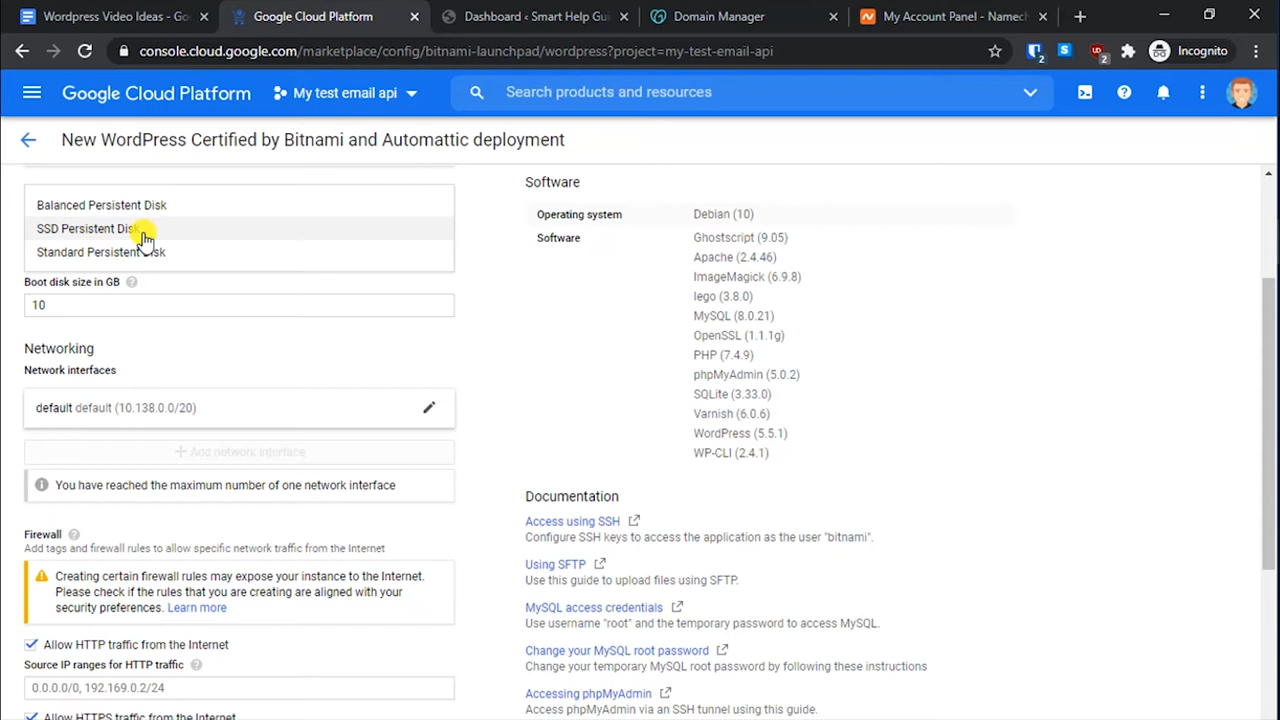 Wordpress Video Ideas - Go
Google Cloud Platform
Dashboard ‹ Smart Help Gui
Domain Manager
My Account Panel - Namech
console.cloud.google.com/marketplace/config/bitnami-launchpad/wordpress?project=my-test-email-api
2
S
2
Incognito
Google Cloud Platform
My test email api
Search products and resources
New WordPress Certified by Bitnami and Automattic deployment
Balanced Persistent Disk
SSD Persistent Disk
Standard Persistent Disk
Boot disk size in GB
10
Networking
Network interfaces
default default (10.138.0.0/20)
+ Add network interface
You have reached the maximum number of one network interface
Firewall
Add tags and firewall rules to allow specific network traffic from the Internet
Creating certain firewall rules may expose your instance to the Internet.
Please check if the rules that you are creating are aligned with your
security preferences. Learn more
Allow HTTP traffic from the Internet
Source IP ranges for HTTP traffic
0.0.0.0/0, 192.169.0.2/24
Allow HTTPS traffic from the Internet
Software
Operating system Debian (10)
Software Ghostscript (9.05)
Apache (2.4.46)
ImageMagick (6.9.8)
lego (3.8.0)
MySQL (8.0.21)
OpenSSL (1.1.1g)
PHP (7.4.9)
phpMyAdmin (5.0.2)
SQLite (3.33.0)
Varnish (6.0.6)
WordPress (5.5.1)
WP-CLI (2.4.1)
Documentation
Access using SSH
Configure SSH keys to access the application as the user "bitnami".
Using SFTP
Use this guide to upload files using SFTP.
MySQL access credentials
Use username "root" and the temporary password to access MySQL.
Change your MySQL root password
Change your temporary MySQL root password by following these instructions
Accessing phpMyAdmin
Access phpMyAdmin via an SSH tunnel using this guide.